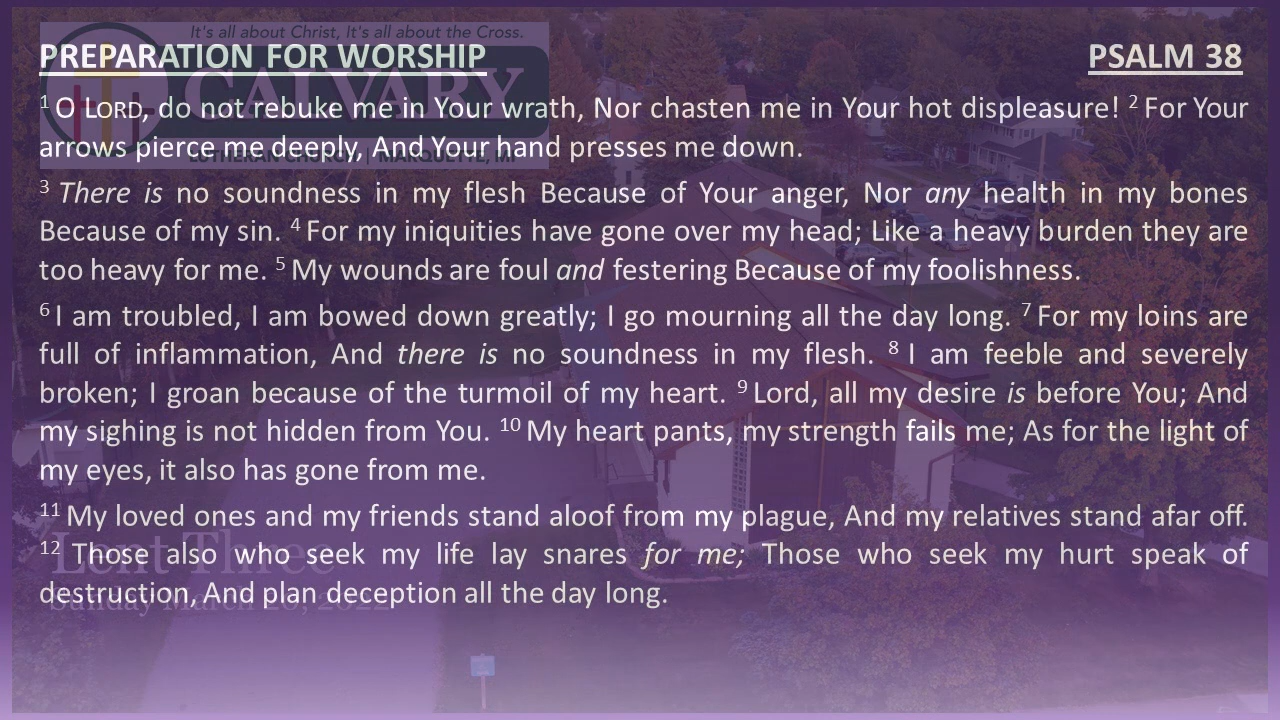 It's all about Christ, It's all about the Cross.
PREPARATION FOR WORSHIP PSALM 38
CALVARY
1 O LORD, do not rebuke me in Your wrath, Nor chasten me in Your hot displeasure! 2 For Your
arrows pierce me deeply, And Your hand presses me down.
LUTHERAN CHURCH | MARQUETTE, MI
3 There is no soundness in my flesh Because of Your anger, Nor any health in my bones
Because of my sin. 4 For my iniquities have gone over my head; Like a heavy burden they are
too heavy for me. 5 My wounds are foul and festering Because of my foolishness.
6 I am troubled, I am bowed down greatly; I go mourning all the day long. 7 For my loins are
full of inflammation, And there is no soundness in my flesh. 8 I am feeble and severely
broken; I groan because of the turmoil of my heart. 9 Lord, all my desire is before You; And
my sighing is not hidden from You. 10 My heart pants, my strength fails me; As for the light of
my eyes, it also has gone from me.
11 My loved ones and my friends stand aloof from my plague, And my relatives stand afar off.
12 Those also who seek my life lay snares for me; Those who seek my hurt speak of
Lent Three
destruction, And plan deception all the day long.
Sunday March 20, 2022